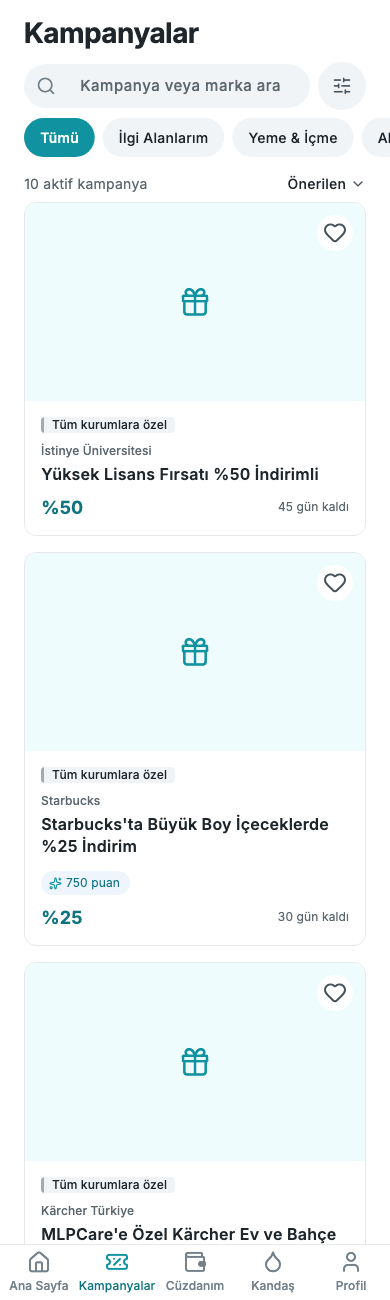 Kampanyalar
Kampanya veya marka ara
Tümü
İlgi Alanlarım
Yeme & İçme
10 aktif kampanya
Önerilen
Tüm kurumlara özel
İstinye Üniversitesi
Yüksek Lisans Fırsatı %50 İndirimli
%50
45 gün kaldı
Tüm kurumlara özel
Starbucks
Starbucks'ta Büyük Boy İçeceklerde
%25 İndirim
750 puan
%25
30 gün kaldı
Tüm kurumlara özel
Kärcher Türkiye
MLPCare'e Özel Kärcher Ev ve Bahçe
Ana Sayfa
Kampanyalar
Cüzdanım
Kandaş
Profil